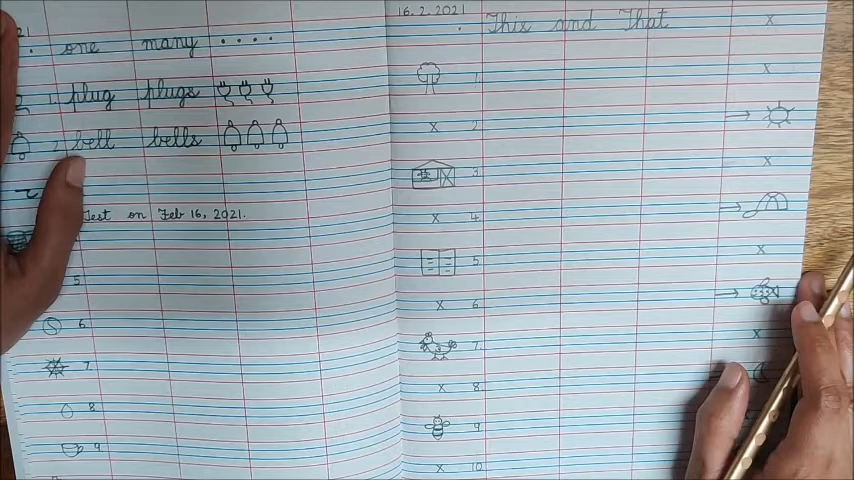 21
. one many . . . .
1. plug plugs
2 bell bells
Test on Feb 16, 2021.
5
6
7
8
9
16.2.2021
. This and That x
1. x
x 2
3 x
x 4.
5 x
x 6
7. x
x 8
9
x 10